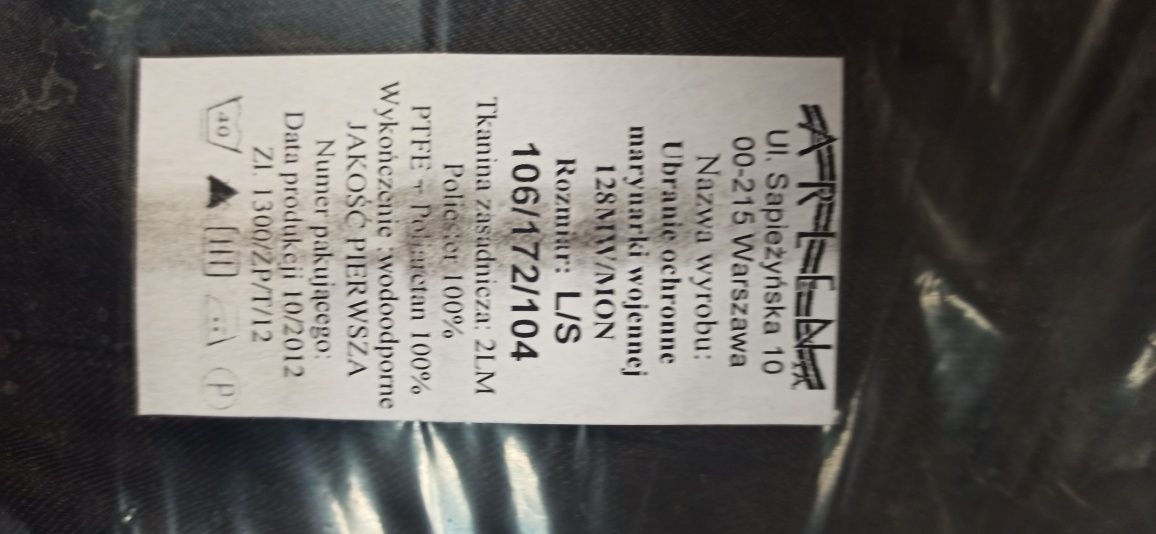 ARLEN S.A.
Ul. Sapieżyńska 10
00-215 Warszawa
Nazwa wyrobu:
Ubranie ochronne
marynarki wojennej
128MW/MON
Rozmiar: L/S
106/172/104
Tkanina zasadnicza: 2LM
Poliester 100%
PTFE + Poliuretan 100%
Wykończenie :wodoodporne
JAKOŚĆ PIERWSZA
Numer pakującego:
Data produkcji 10/2012
Zl. 1300/ZP/T/12
40 P